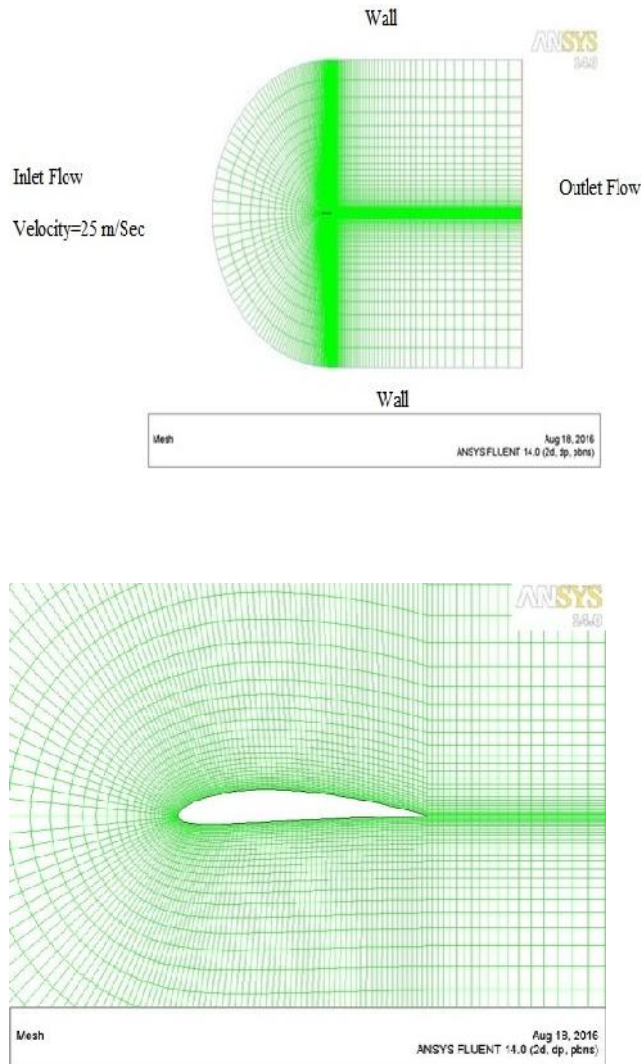 Wall
ANSYS
14.0
Inlet Flow
Outlet Flow
Velocity=25 m/Sec
Wall
Mesh
Aug 18, 2016
ANSYS FLUENT 14.0 (2d, dp, pbns)
ANSYS
14.0
Mesh
Aug 18, 2016
ANSYS FLUENT 14.0 (2d, dp, pbns)